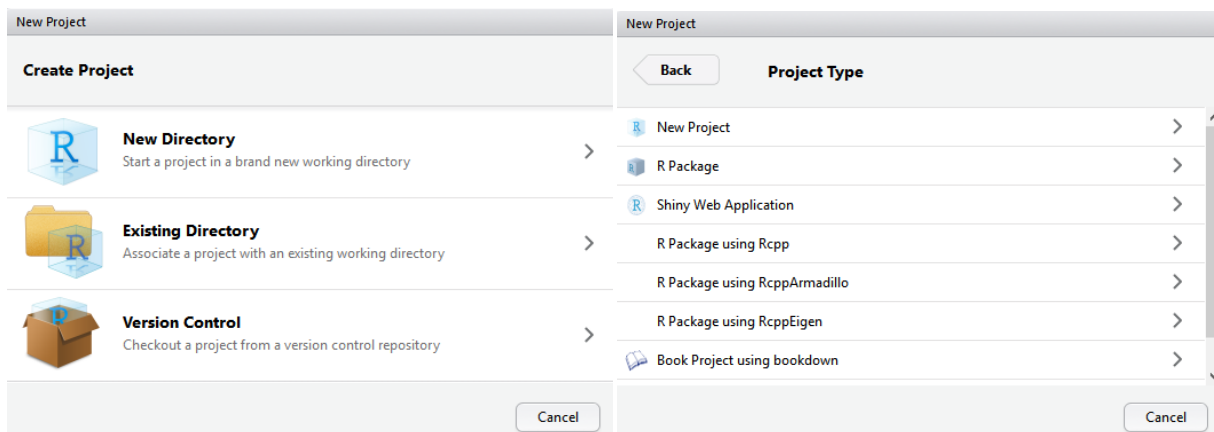 New Project
Create Project
New Directory
Start a project in a brand new working directory
Existing Directory
Associate a project with an existing working directory
Version Control
Checkout a project from a version control repository
Cancel
New Project
Back
Project Type
R New Project
R R Package
R Shiny Web Application
R Package using Rcpp
R Package using RcppArmadillo
R Package using RcppEigen
Book Project using bookdown
Cancel